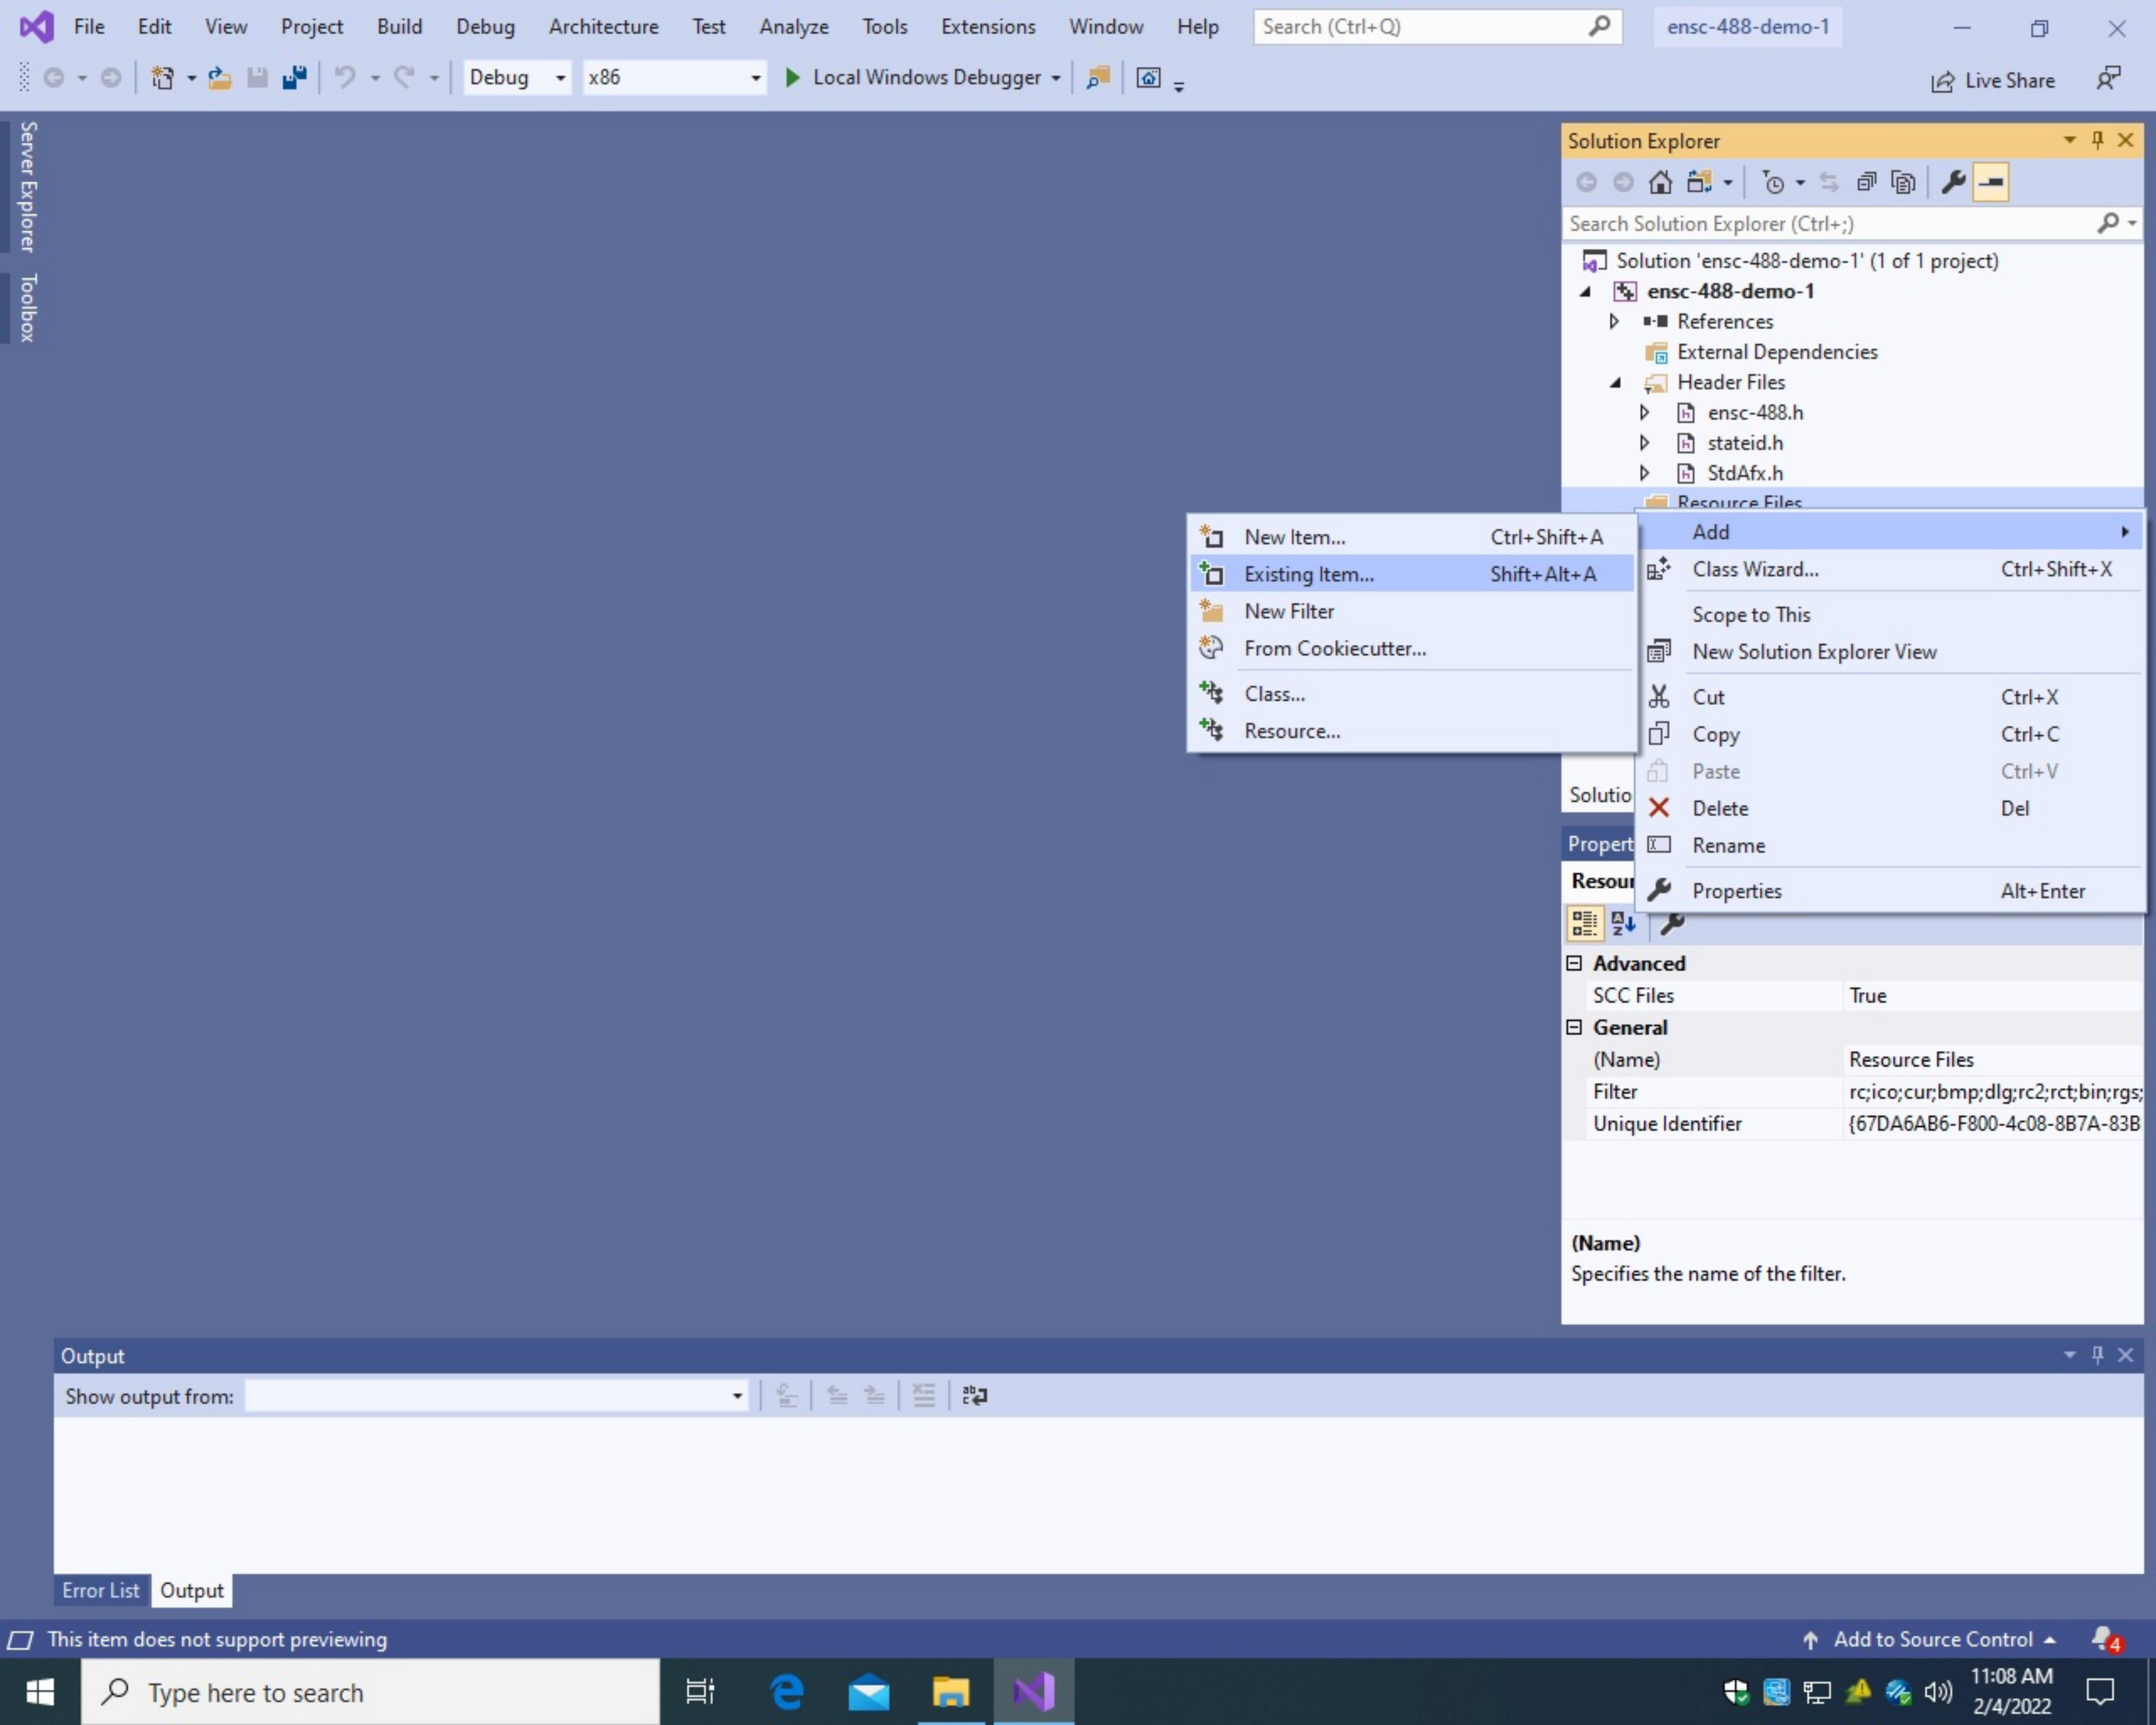 File Edit View Project Build Debug Architecture Test Analyze Tools Extensions Window Help Search (Ctrl+Q) ensc-488-demo-1
Debug x86 Local Windows Debugger Live Share
Server Explorer
Toolbox
Solution Explorer
Search Solution Explorer (Ctrl+;)
Solution 'ensc-488-demo-1' (1 of 1 project)
ensc-488-demo-1
References
External Dependencies
Header Files
ensc-488.h
stateid.h
StdAfx.h
Resource Files
New Item... Ctrl+Shift+A
Existing Item... Shift+Alt+A
New Filter
From Cookiecutter...
Class...
Resource...
Add
Class Wizard... Ctrl+Shift+X
Scope to This
New Solution Explorer View
Cut Ctrl+X
Copy Ctrl+C
Paste Ctrl+V
Delete Del
Rename
Properties Alt+Enter
Solutio
Propert
Resour
Advanced
SCC Files True
General
(Name) Resource Files
Filter rc;ico;cur;bmp;dlg;rc2;rct;bin;rgs;
Unique Identifier {67DA6AB6-F800-4c08-8B7A-83B
(Name)
Specifies the name of the filter.
Output
Show output from:
Error List Output
This item does not support previewing Add to Source Control 4
Type here to search 11:08 AM
2/4/2022